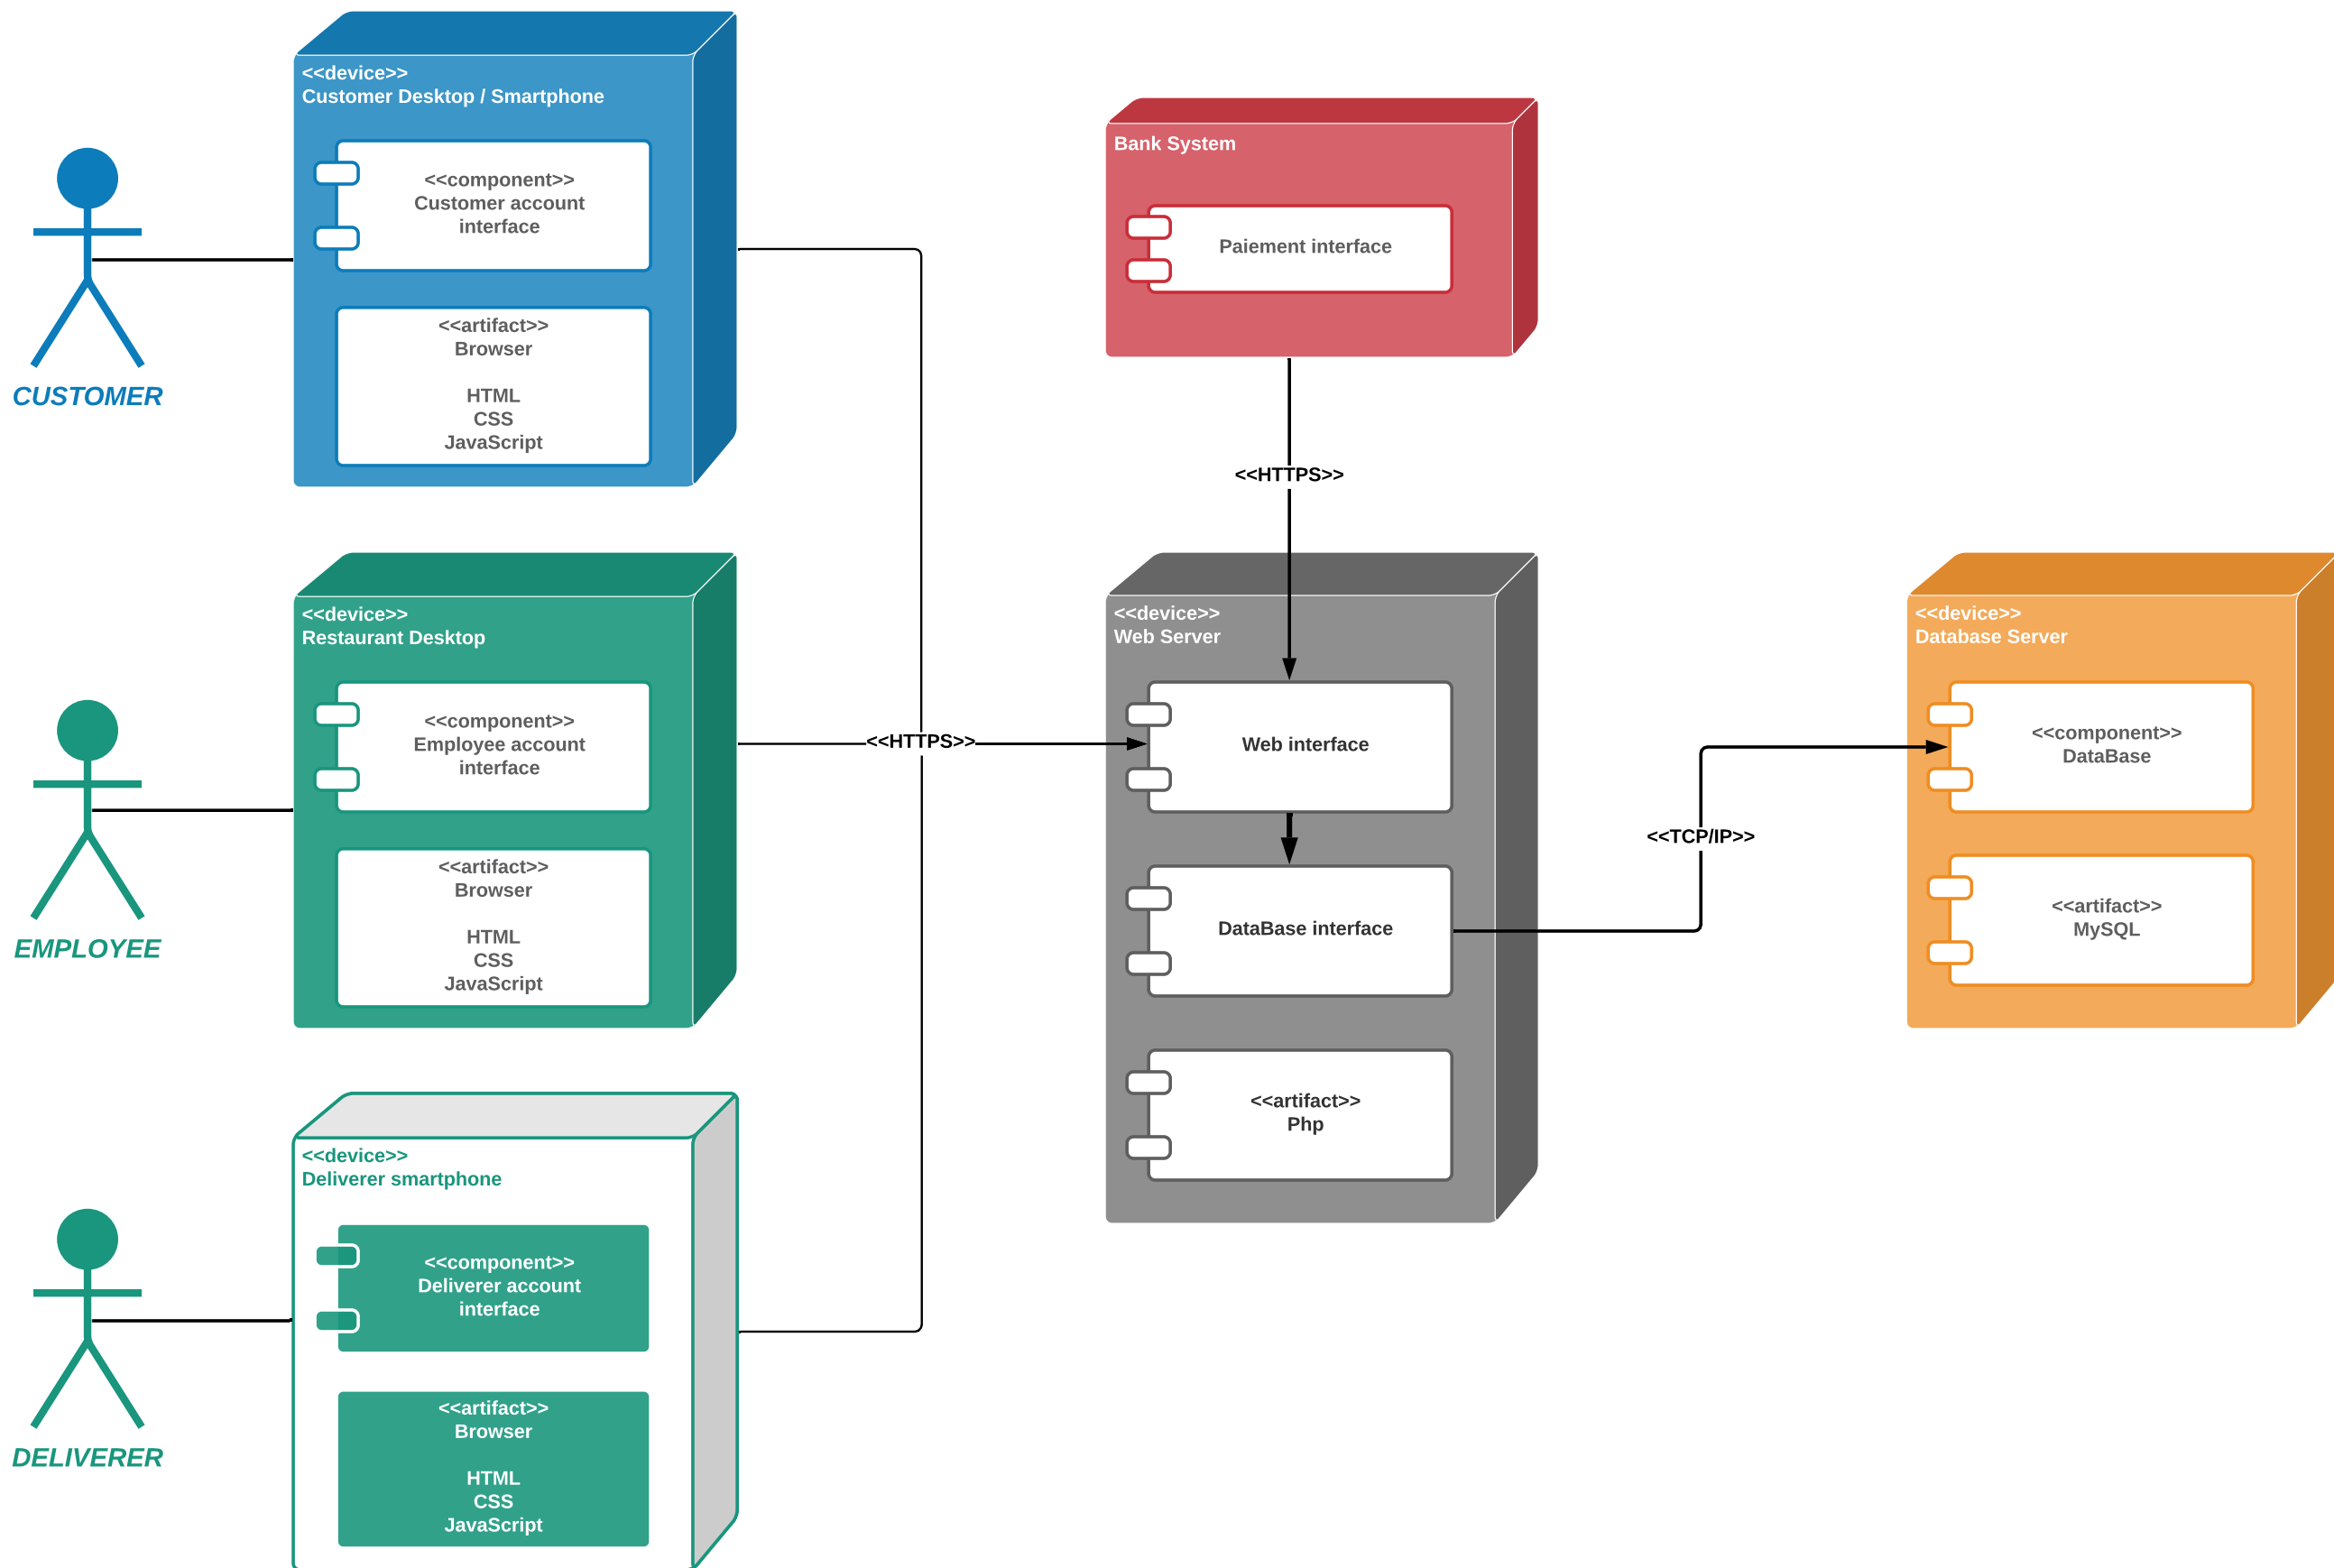 <<device>>
Customer Desktop / Smartphone
<<component>>
Customer account
interface
<<artifact>>
Browser
HTML
CSS
JavaScript
CUSTOMER
<<device>>
Restaurant Desktop
<<component>>
Employee account
interface
<<artifact>>
Browser
HTML
CSS
JavaScript
EMPLOYEE
<<device>>
Deliverer smartphone
<<component>>
Deliverer account
interface
<<artifact>>
Browser
HTML
CSS
JavaScript
DELIVERER
<<HTTPS>>
Bank System
Paiement interface
<<HTTPS>>
<<device>>
Web Server
Web interface
DataBase interface
<<artifact>>
Php
<<TCP/IP>>
<<device>>
Database Server
<<component>>
DataBase
<<artifact>>
MySQL